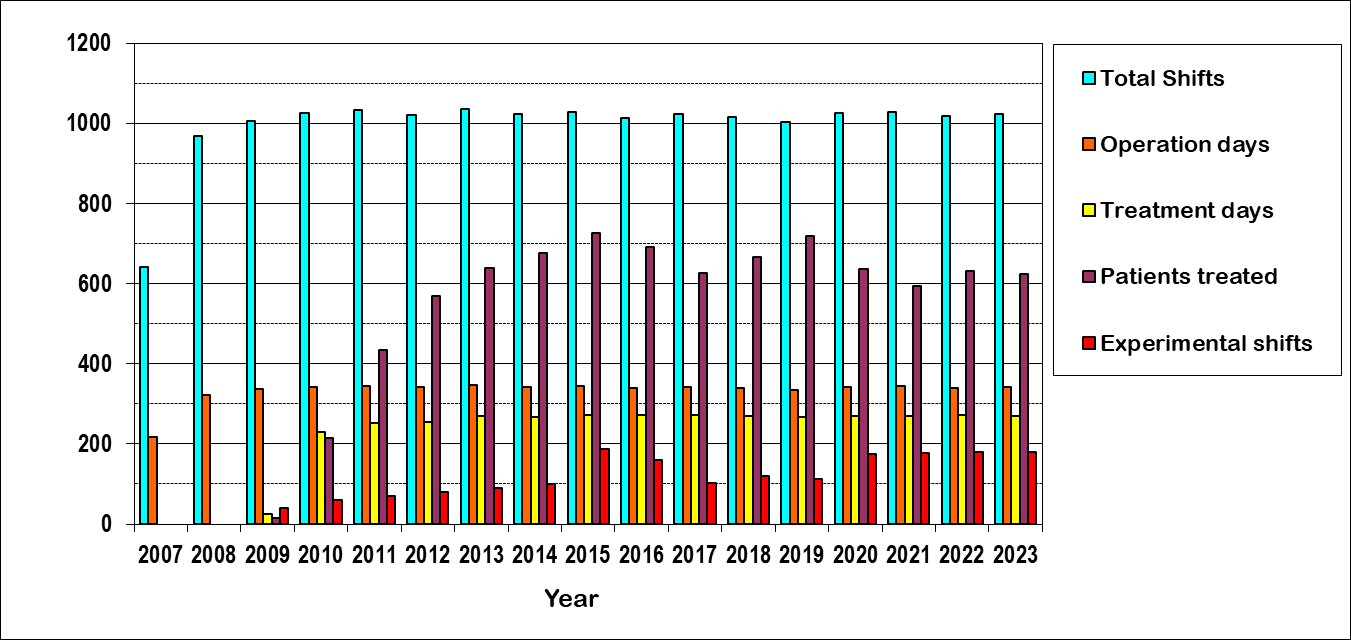 1200
1000
800
600
400
200
0
2007 2008 2009 2010 2011 2012 2013 2014 2015 2016 2017 2018 2019 2020 2021 2022 2023
Year
Total Shifts
Operation days
Treatment days
Patients treated
Experimental shifts